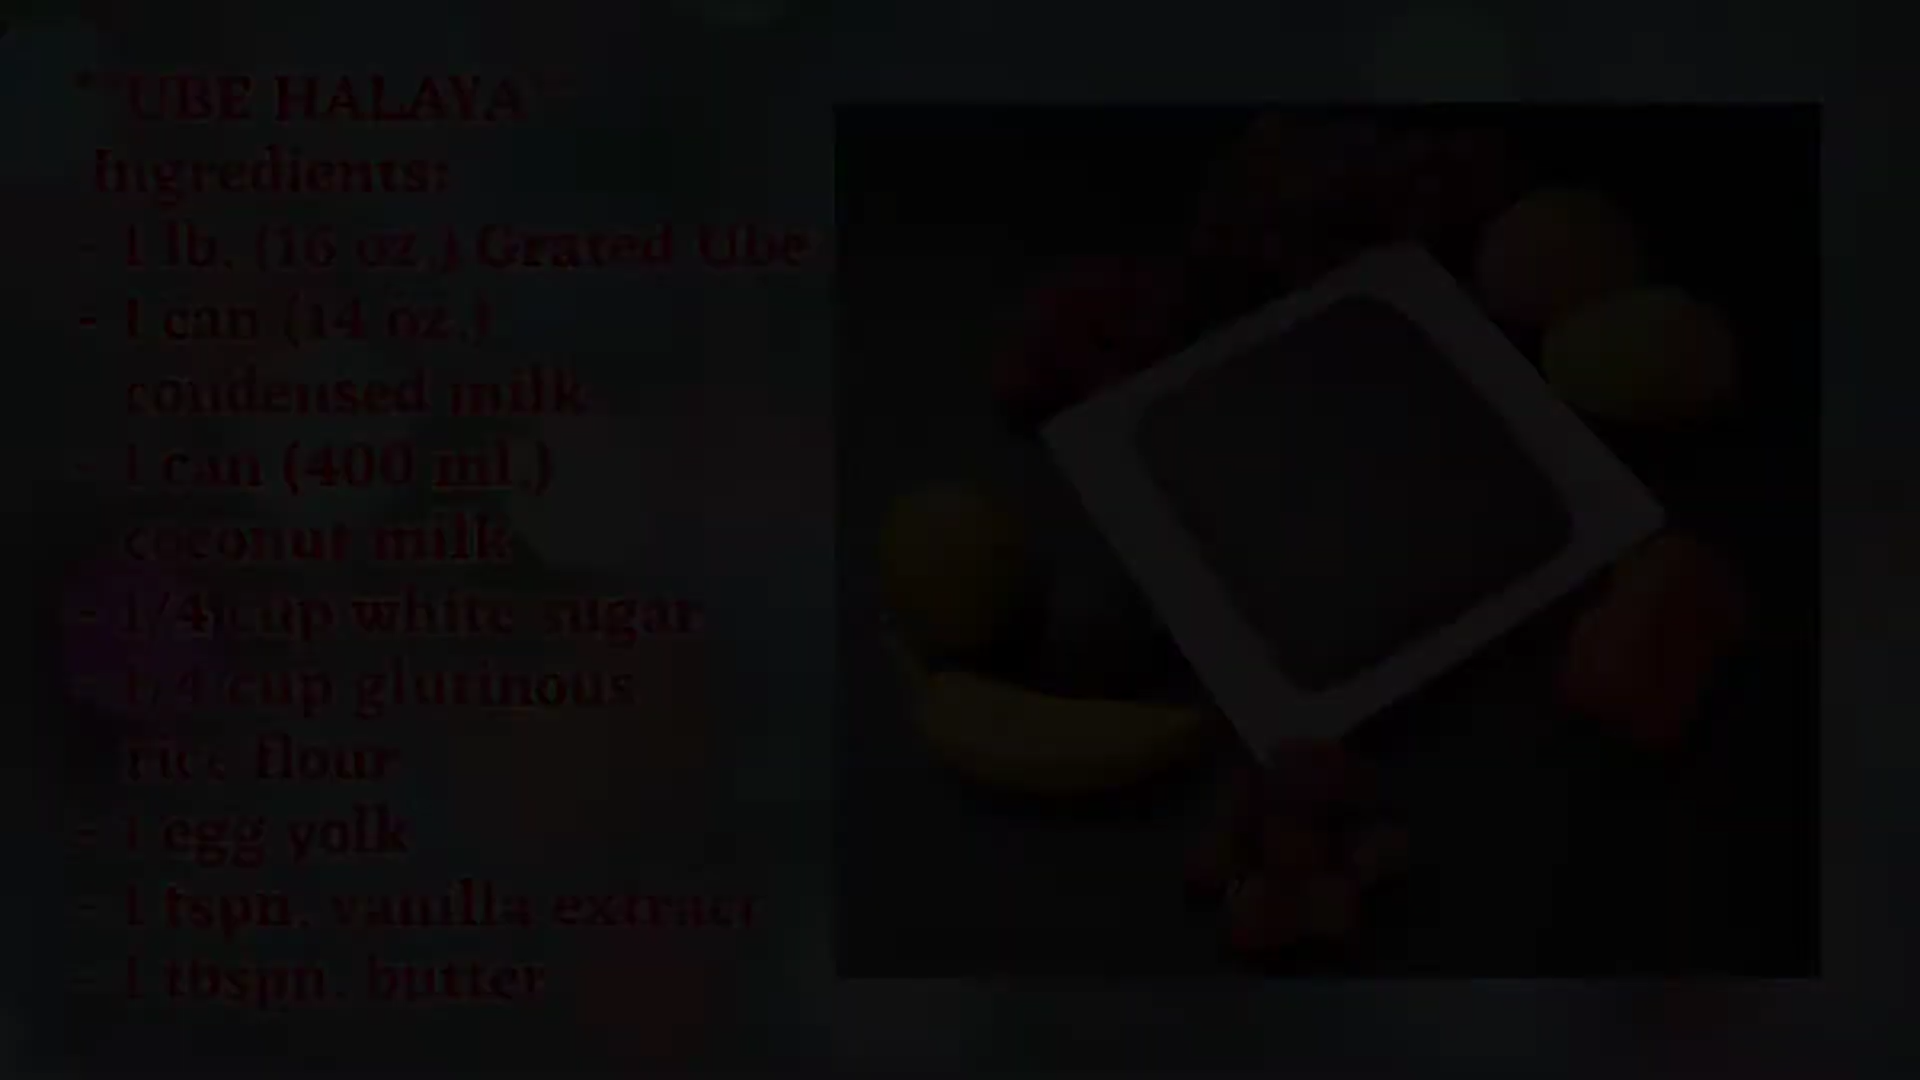 **UBE HALAYA**
Ingredients:
- 1 lb. (16 oz.) Grated Ube
- 1 can (14 oz.)
condensed milk
- 1 can (400 ml.)
coconut milk
- 1/4 cup white sugar
- 1/4 cup glutinous
rice flour
- 1 egg yolk
- 1 tspn. vanilla extract
- 1 tbspn. butter